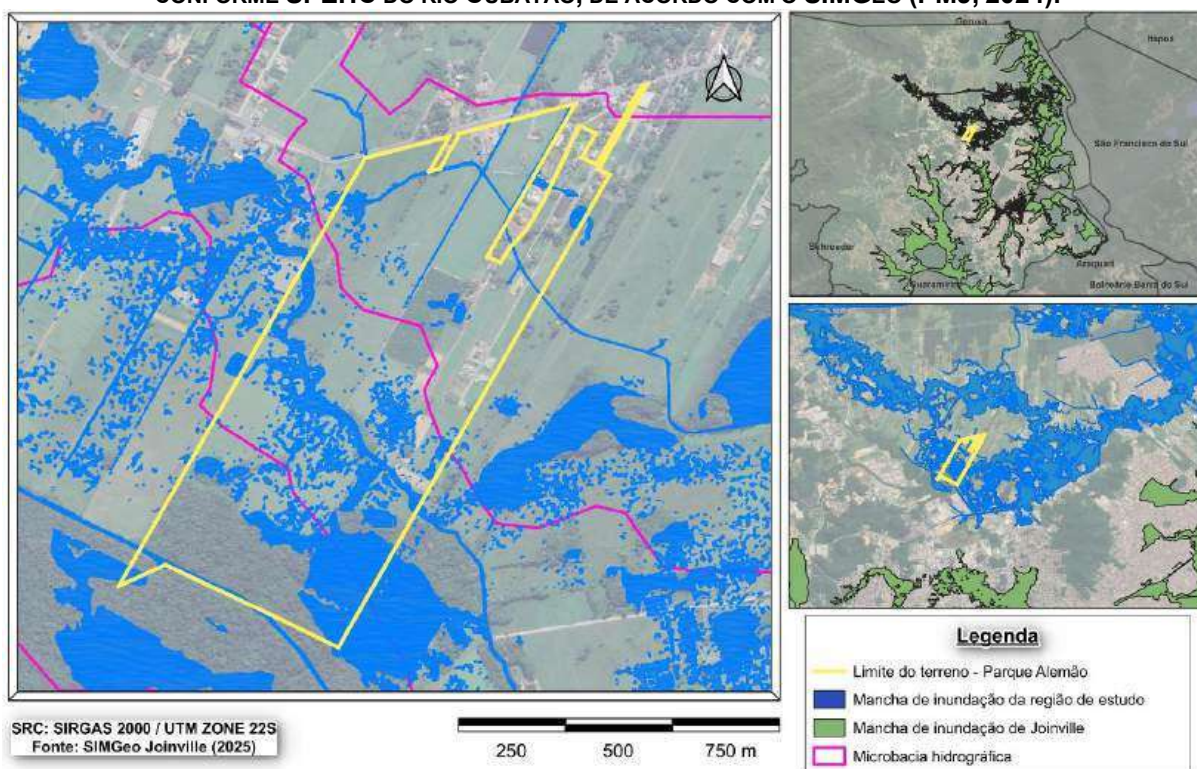 CONFORME SPEHC DO RIO CUBATÃO, DE ACORDO COM O SIMGEO (PMJ, 2024).
Garuva
Itapoá
São Francisco do Sul
Schroeder
Araquari
Guaramirim
Balneário Barra do Sul
Legenda
Limite do terreno - Parque Alemão
Mancha de inundação da região de estudo
Mancha de inundação de Joinville
Microbacia hidrográfica
SRC: SIRGAS 2000 / UTM ZONE 22S
Fonte: SIMGeo Joinville (2025)
250 500 750 m